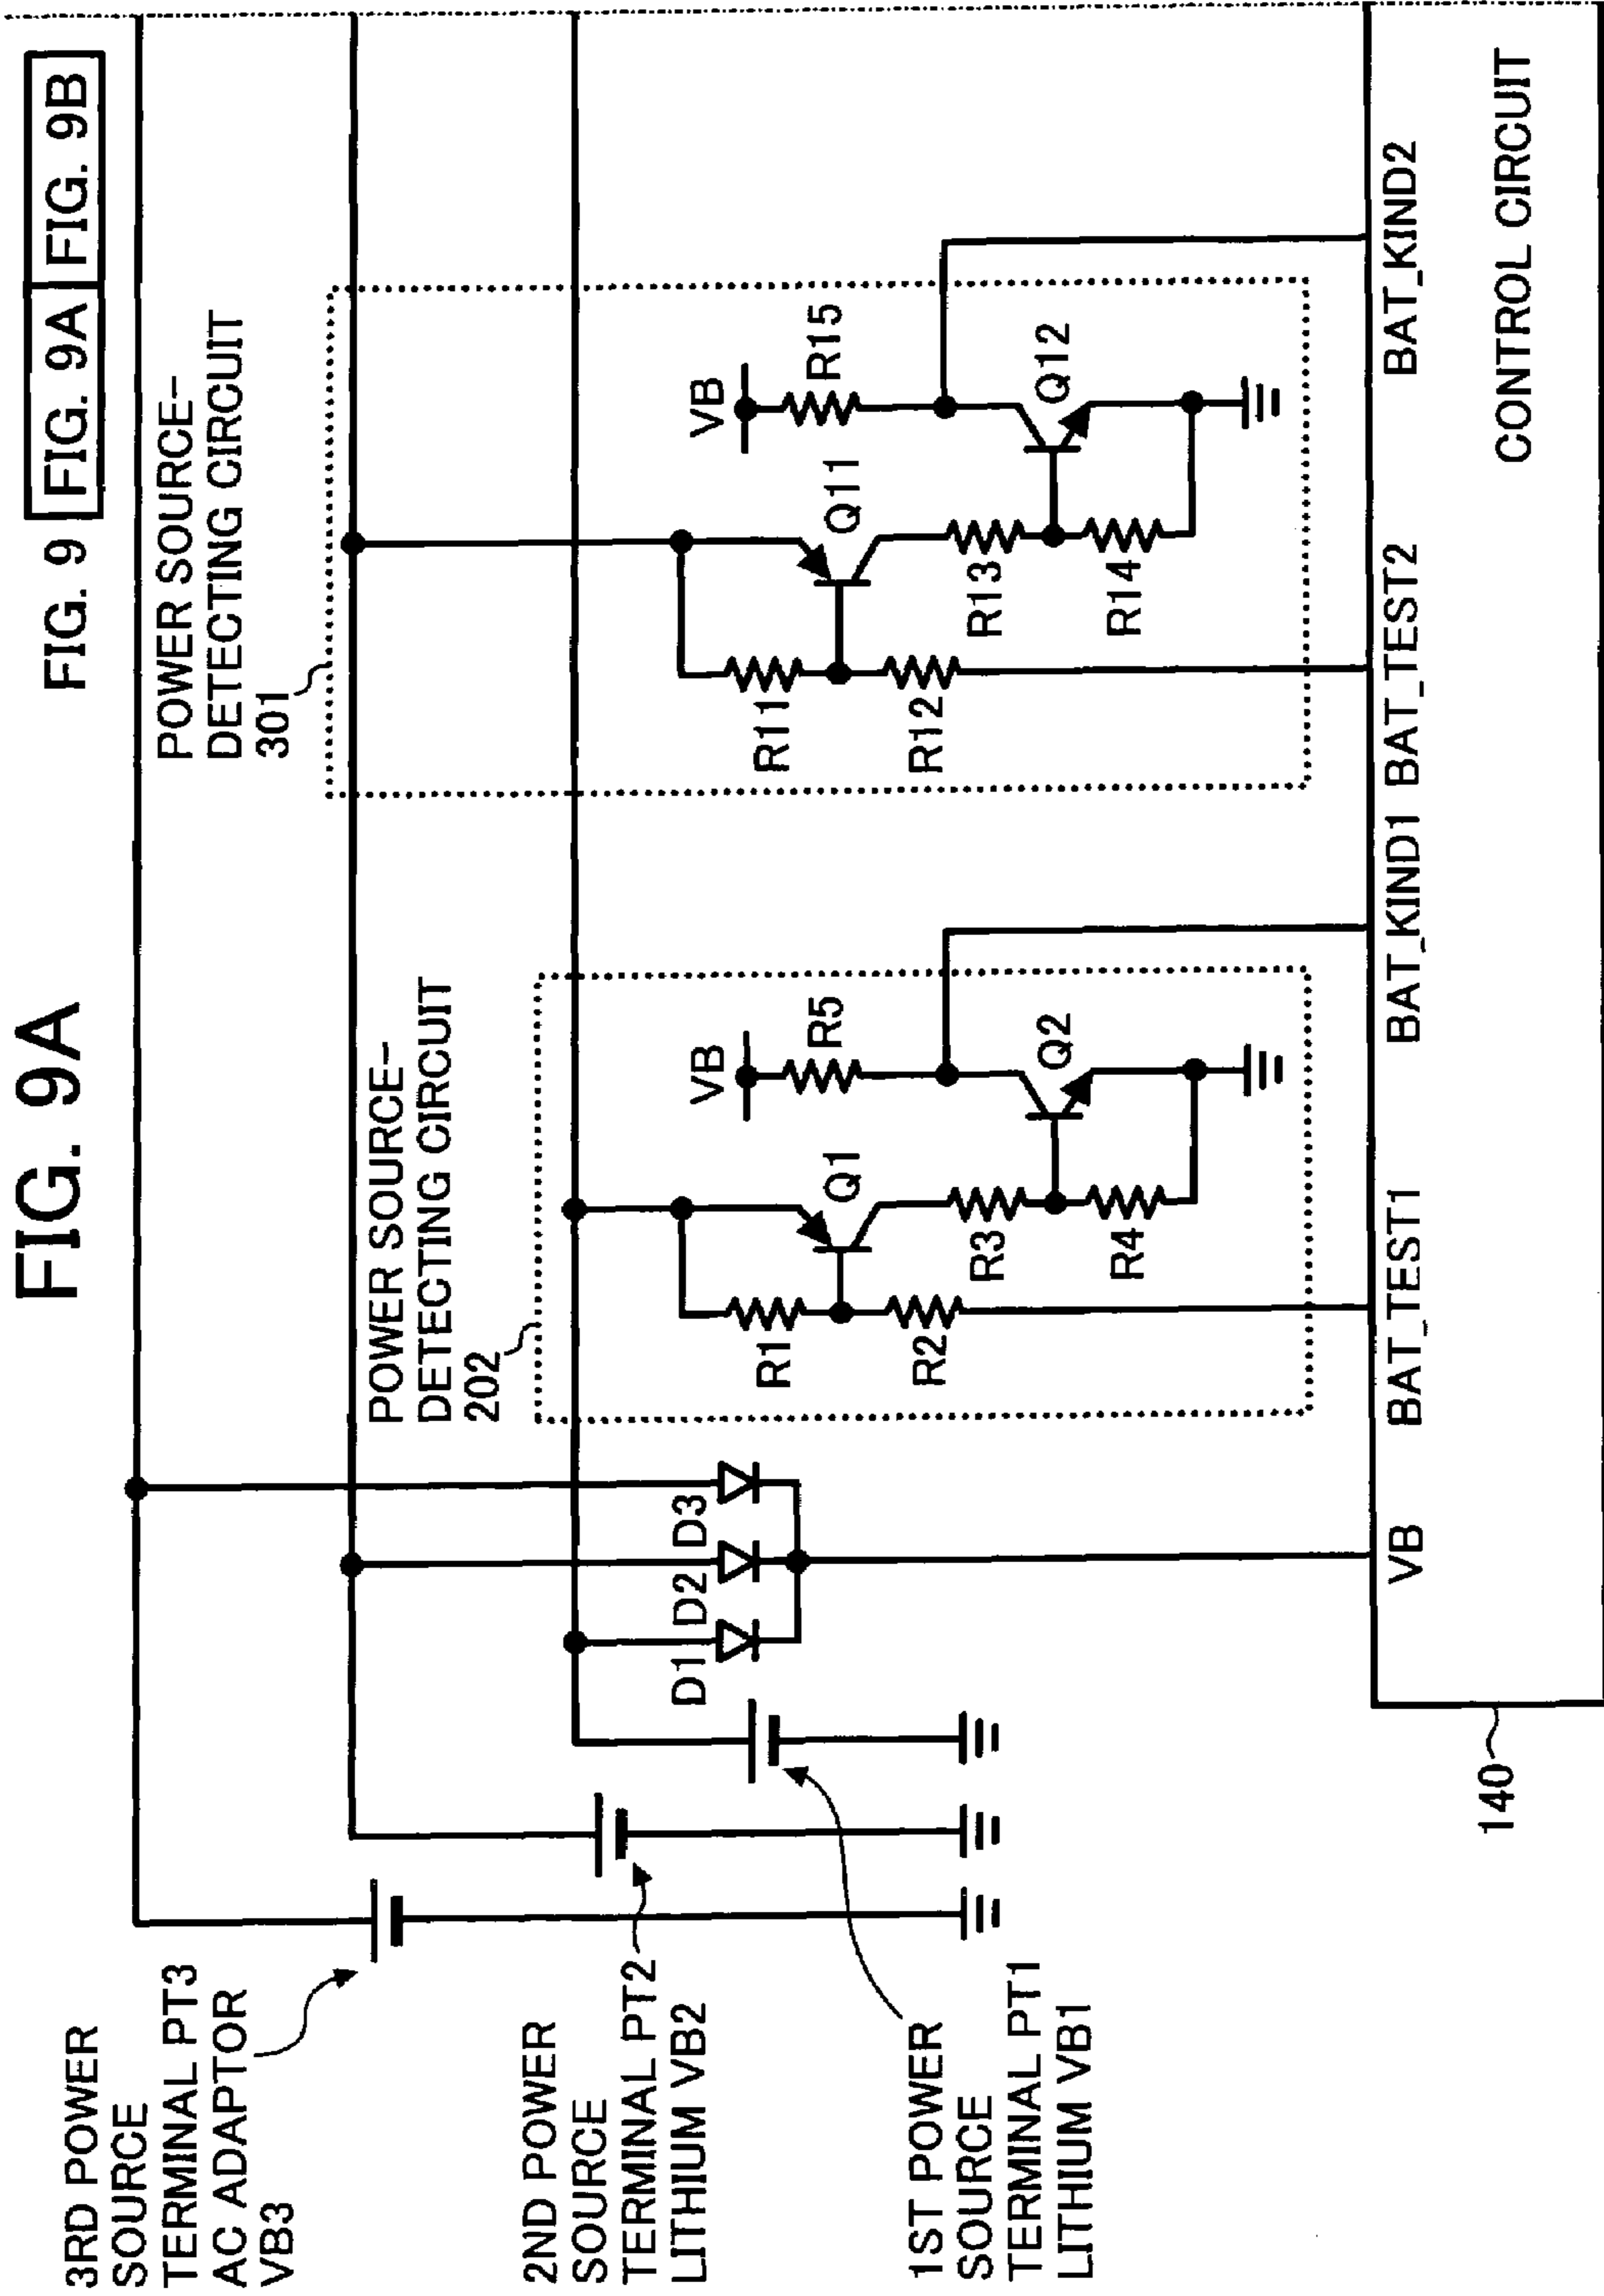 FIG. 9A
FIG. 9
FIG. 9A
FIG. 9B
3RD POWER
SOURCE
TERMINAL PT3
AC ADAPTOR
VB3
2ND POWER
SOURCE
TERMINAL PT2
LITHIUM VB2
1ST POWER
SOURCE
TERMINAL PT1
LITHIUM VB1
D1
D2
D3
POWER SOURCE-
DETECTING CIRCUIT
202
R1
R2
Q1
R3
R4
VB
R5
Q2
POWER SOURCE-
DETECTING CIRCUIT
301
R11
R12
Q11
R13
R14
VB
R15
Q12
VB
BAT_TEST1
BAT_KIND1
BAT_TEST2
BAT_KIND2
CONTROL CIRCUIT
140